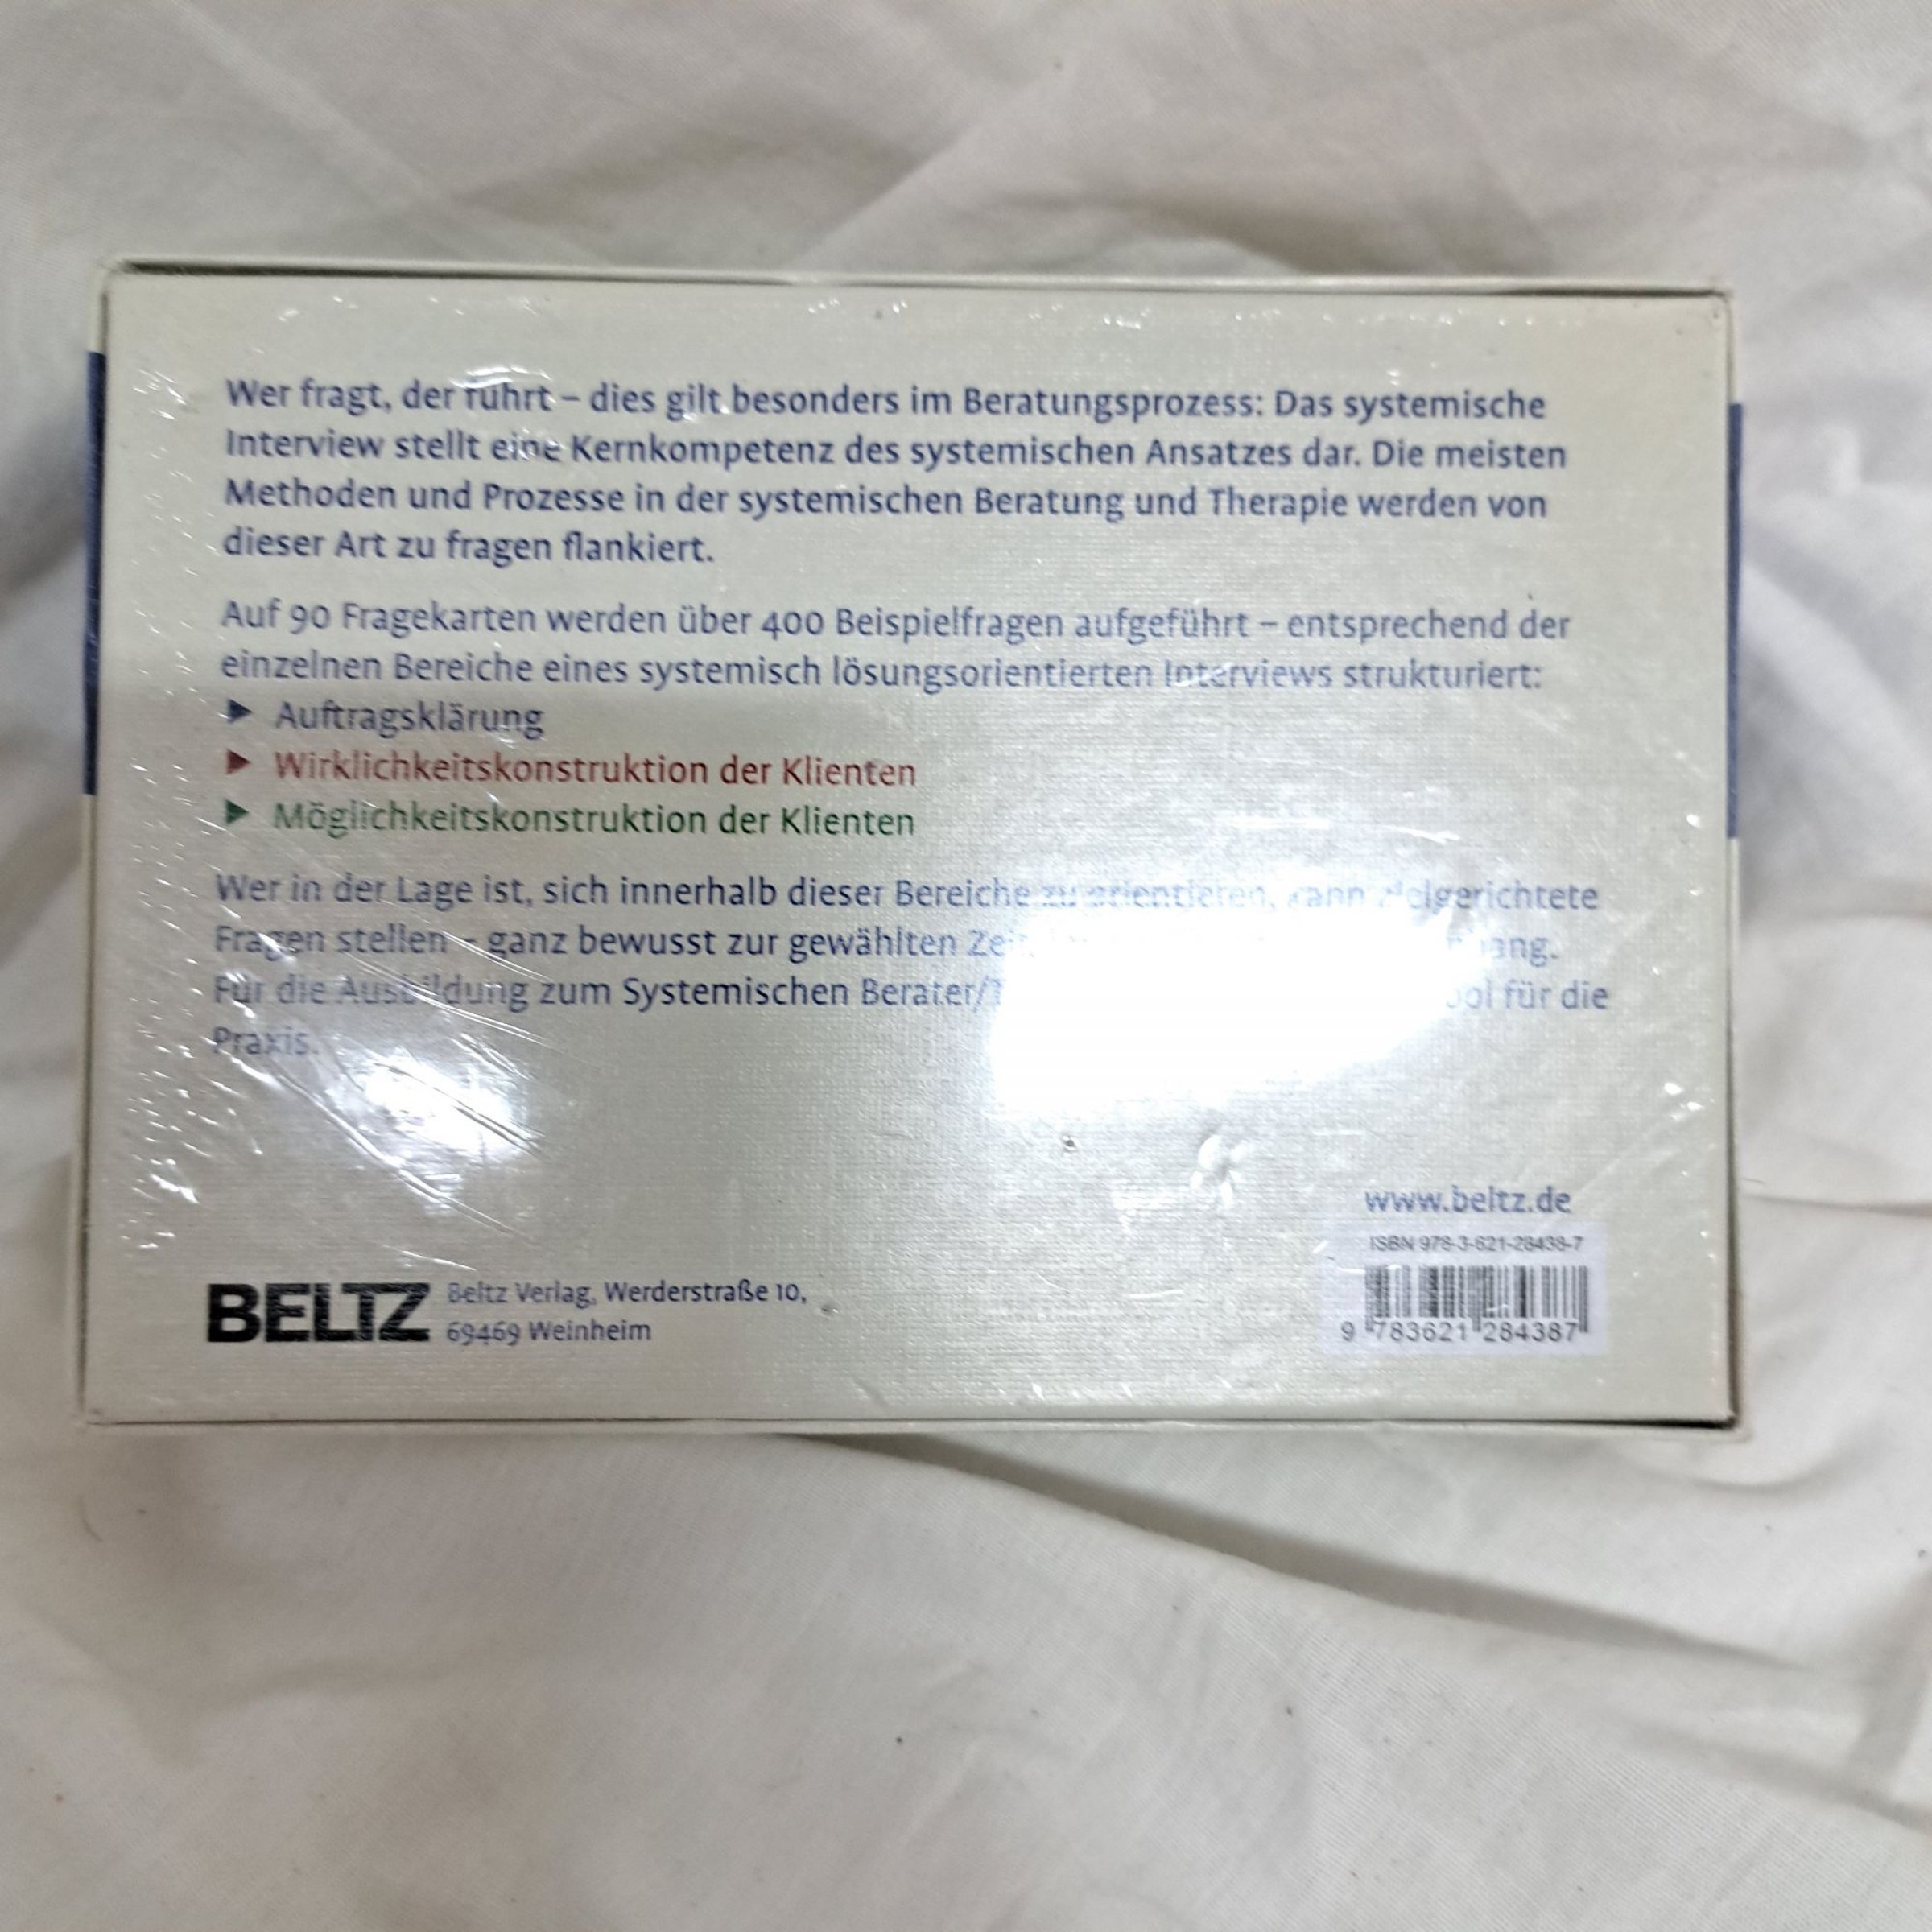 Wer fragt, der führt – dies gilt besonders im Beratungsprozess: Das systemische
Interview stellt eine Kernkompetenz des systemischen Ansatzes dar. Die meisten
Methoden und Prozesse in der systemischen Beratung und Therapie werden von
dieser Art zu fragen flankiert.
Auf 90 Fragekarten werden über 400 Beispielfragen aufgeführt – entsprechend der
einzelnen Bereiche eines systemisch lösungsorientierten Interviews strukturiert:
▶ Auftragsklärung
▶ Wirklichkeitskonstruktion der Klienten
▶ Möglichkeitskonstruktion der Klienten
Wer in der Lage ist, sich innerhalb dieser Bereiche zu orientieren, kann zielgerichtete
Fragen stellen – ganz bewusst zur gewählten
Für die Ausbildung zum Systemischen Berater/ für die
Praxis.
www.beltz.de
ISBN 978-3-621-28438-7
9 783621 284387
BELTZ Beltz Verlag, Werderstraße 10,
69469 Weinheim